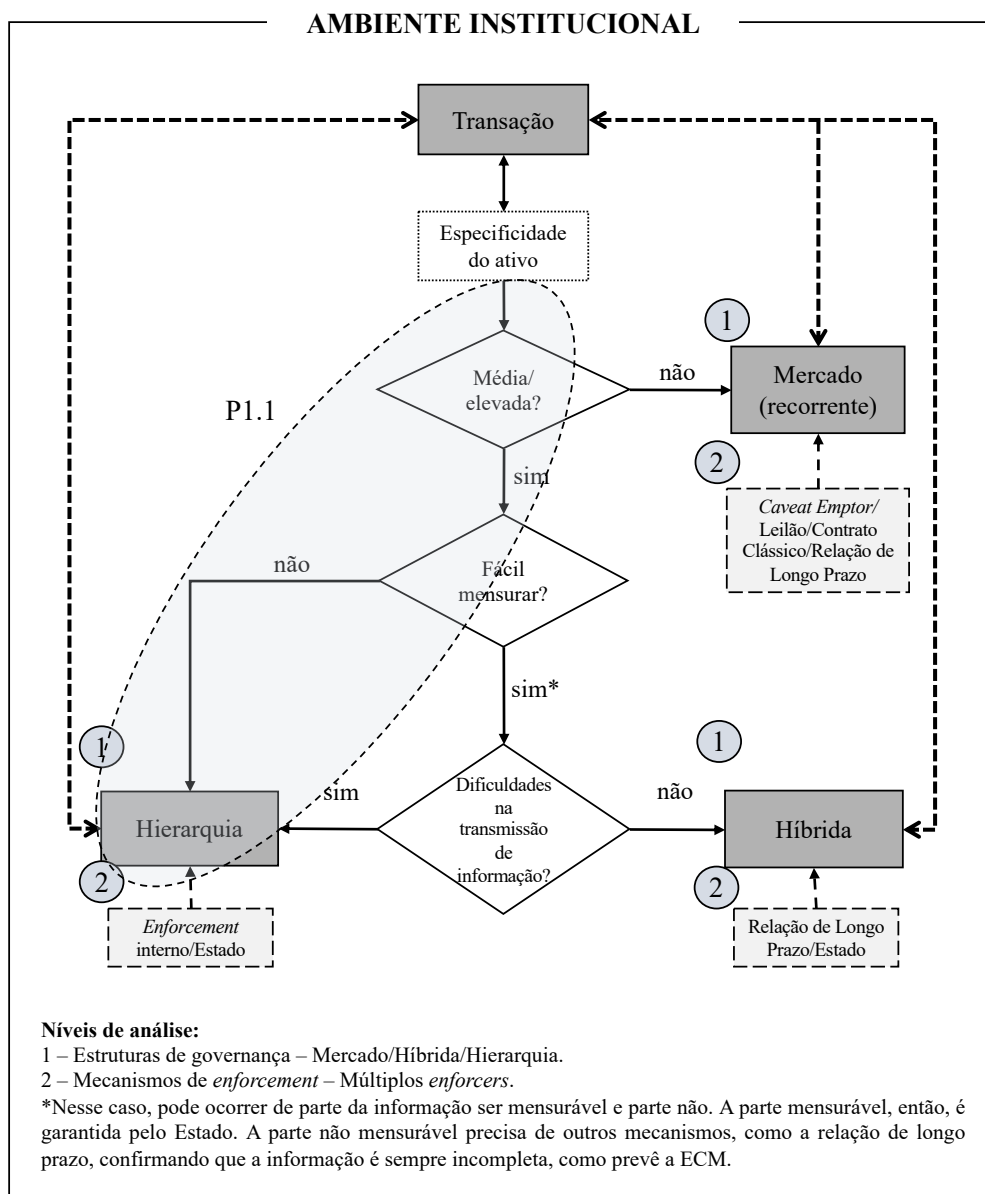 AMBIENTE INSTITUCIONAL
Transação
Especificidade
do ativo
1
Média/
elevada?
não
Mercado
(recorrente)
P1.1
2
sim
Caveat Emptor/
Leilão/Contrato
Clássico/Relação de
Longo Prazo
não
Fácil
mensurar?
sim*
1
1
Dificuldades
na
transmissão
de
informação?
sim
não
Hierarquia
Híbrida
2
2
Enforcement
interno/Estado
Relação de Longo
Prazo/Estado
Níveis de análise:
1 – Estruturas de governança – Mercado/Híbrida/Hierarquia.
2 – Mecanismos de enforcement – Múltiplos enforcers.
*Nesse caso, pode ocorrer de parte da informação ser mensurável e parte não. A parte mensurável, então, é
garantida pelo Estado. A parte não mensurável precisa de outros mecanismos, como a relação de longo
prazo, confirmando que a informação é sempre incompleta, como prevê a ECM.